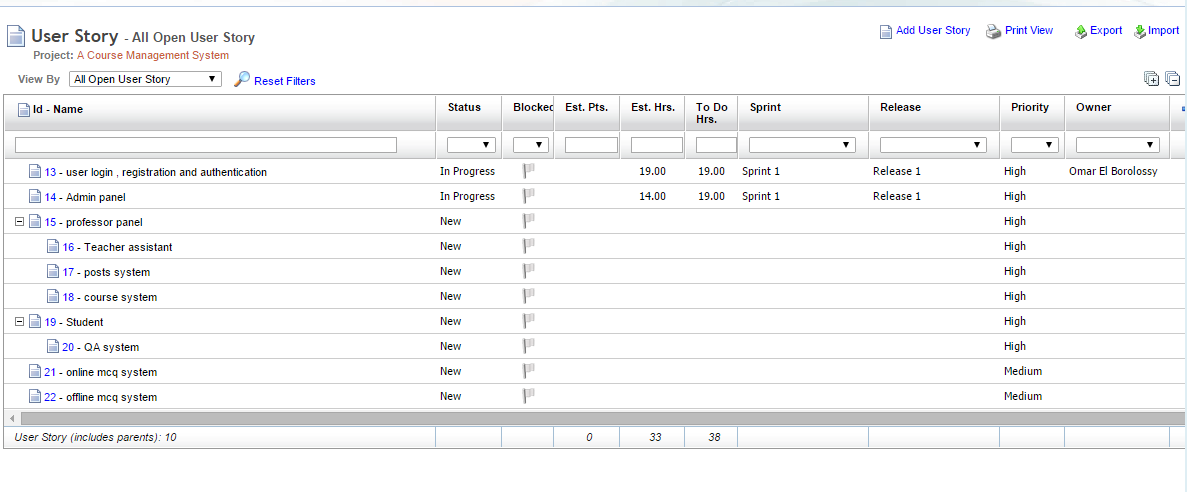 User Story - All Open User Story
Add User Story Print View Export Import
Project: A Course Management System
View By All Open User Story Reset Filters
Id - Name Status Blocked Est. Pts. Est. Hrs. To Do Hrs. Sprint Release Priority Owner
13 - user login , registration and authentication In Progress 19.00 19.00 Sprint 1 Release 1 High Omar El Borolossy
14 - Admin panel In Progress 14.00 19.00 Sprint 1 Release 1 High
15 - professor panel New High
16 - Teacher assistant New High
17 - posts system New High
18 - course system New High
19 - Student New High
20 - QA system New High
21 - online mcq system New Medium
22 - offline mcq system New Medium
User Story (includes parents): 10 0 33 38